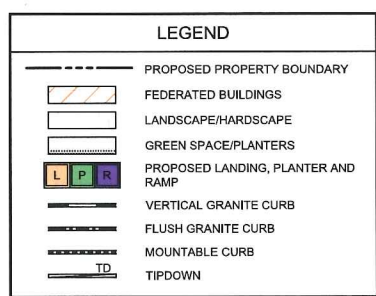 LEGEND
PROPOSED PROPERTY BOUNDARY
FEDERATED BUILDINGS
LANDSCAPE/HARDSCAPE
GREEN SPACE/PLANTERS
L P R PROPOSED LANDING, PLANTER AND
RAMP
VERTICAL GRANITE CURB
FLUSH GRANITE CURB
MOUNTABLE CURB
TD TIPDOWN